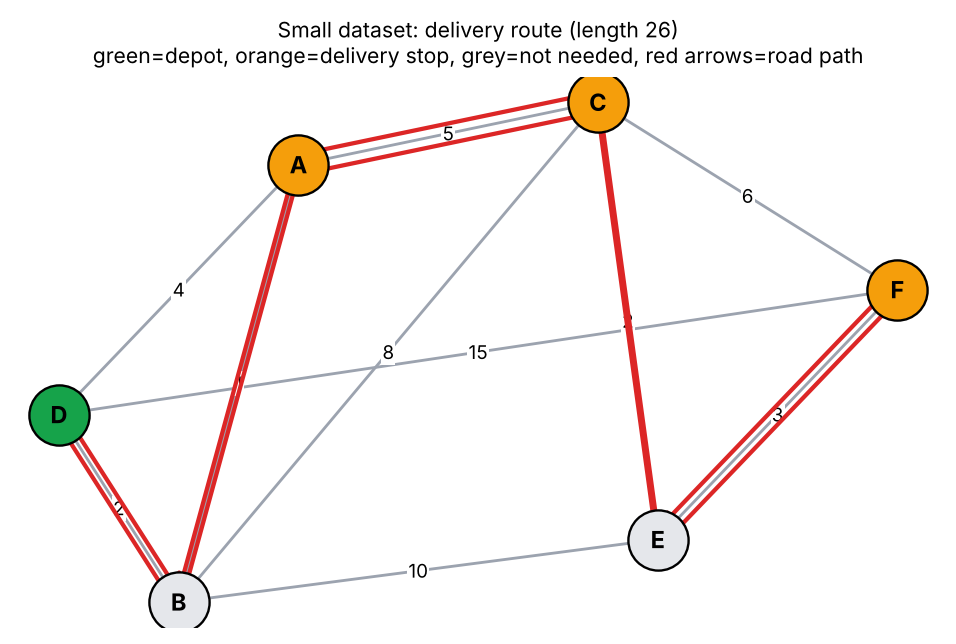 Small dataset: delivery route (length 26)
green=depot, orange=delivery stop, grey=not needed, red arrows=road path
C
5
A
6
F
4
8
15
D
3
2
E
10
B